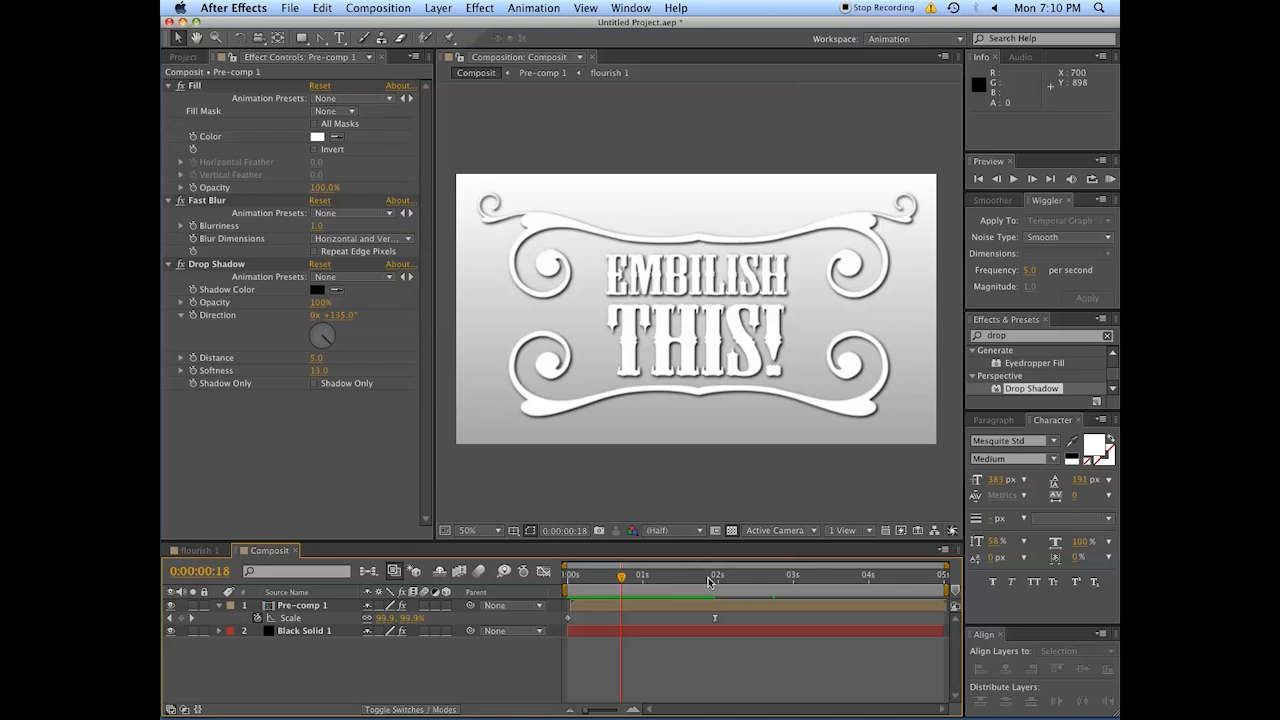 After Effects File Edit Composition Layer Effect Animation View Window Help Stop Recording Mon 7:10 PM
Untitled Project.aep *
Workspace: Animation Search Help
Project Effect Controls: Pre-comp 1 Composition: Composit Info Audio
Composit • Pre-comp 1 Composit Pre-comp 1 flourish 1
R : X : 700
G : Y : 898
B :
A : 0
Fill Reset About...
Animation Presets: None
Fill Mask None
All Masks
Color
Invert
Horizontal Feather 0.0
Vertical Feather 0.0
Opacity 100.0%
Fast Blur Reset About...
Animation Presets: None
Blurriness 1.0
Blur Dimensions Horizontal and Ver...
Repeat Edge Pixels
Drop Shadow Reset About...
Animation Presets: None
Shadow Color
Opacity 100%
Direction 0x +135.0°
Distance 5.0
Softness 13.0
Shadow Only Shadow Only
EMBILISH
THIS!
Preview
Smoother Wiggler
Apply To: Temporal Graph
Noise Type: Smooth
Dimensions:
Frequency: 5.0 per second
Magnitude: 1.0
Apply
Effects & Presets
drop
Generate
Eyedropper Fill
Perspective
Drop Shadow
Paragraph Character
Mesquite Std
Medium
383 px 191 px
Metrics 0
- px
58 % 100 %
0 px 0 %
T T TT Tr T¹ T,
Align
Align Layers to: Selection
Distribute Layers:
50% 0:00:00:18 (Half) Active Camera 1 View
flourish 1 Composit
0:00:00:18 :00s 01s 02s 03s 04s 05s
# Source Name Parent
1 Pre-comp 1 None
Scale 99.9, 99.9%
2 Black Solid 1 None
Toggle Switches / Modes